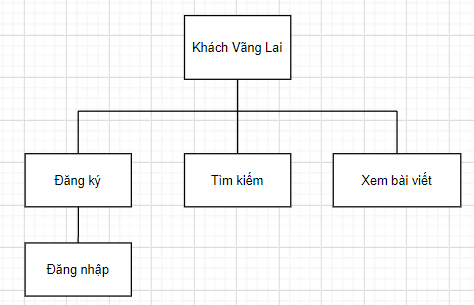 Khách Vãng Lai
Đăng ký
Tìm kiếm
Xem bài viết
Đăng nhập